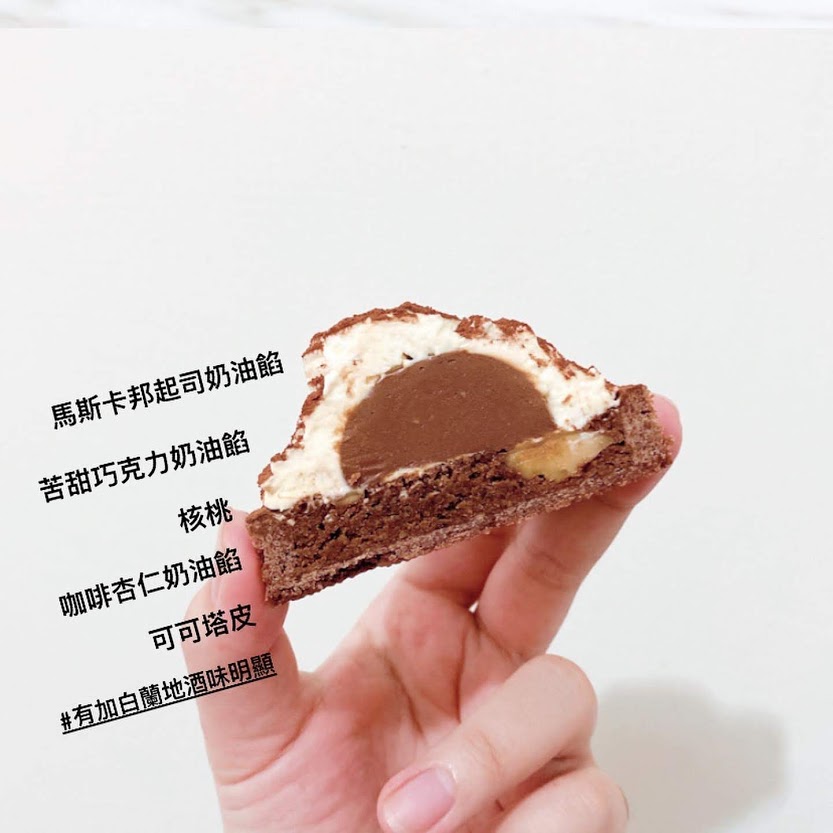 馬斯卡邦起司奶油餡
苦甜巧克力奶油餡
核桃
咖啡杏仁奶油餡
可可塔皮
#有加白蘭地酒味明顯